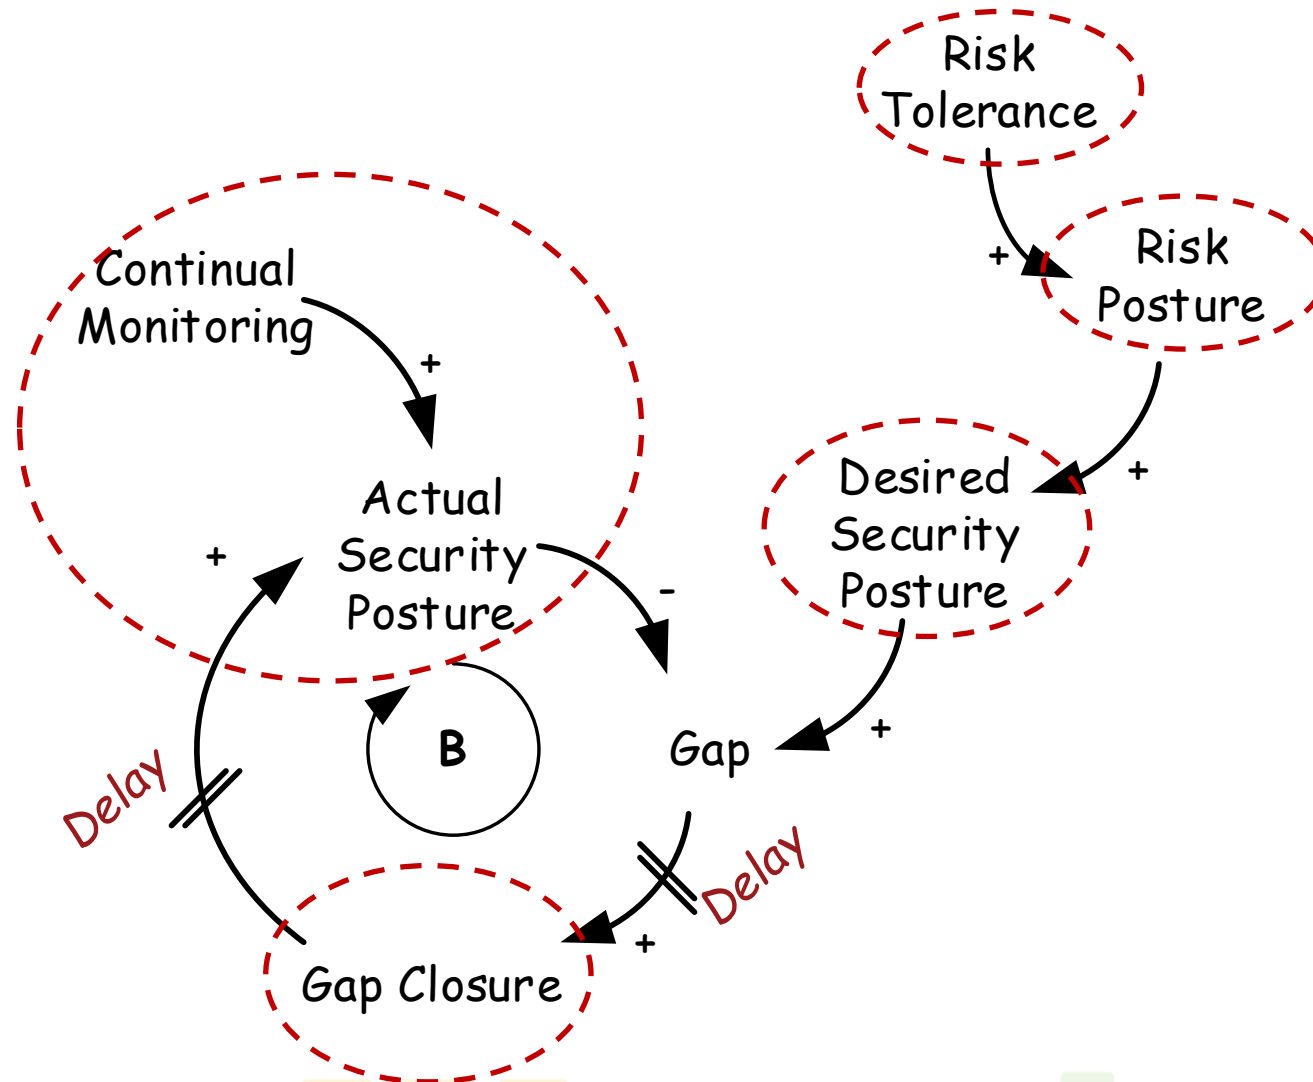 Risk
Tolerance
+
Risk
Posture
+
Continual
Monitoring
+
Desired
Security
Posture
+
Actual
Security
Posture
+
-
Gap
B
Delay
Delay
+
Gap Closure